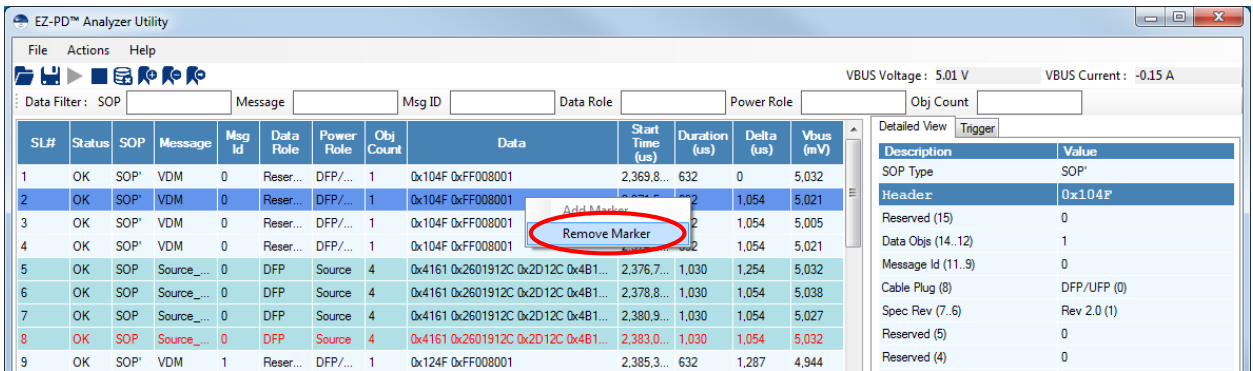 EZ-PD™ Analyzer Utility
File Actions Help
VBUS Voltage : 5.01 V VBUS Current : -0.15 A
Data Filter : SOP Message Msg ID Data Role Power Role Obj Count
SL# Status SOP Message Msg Id Data Role Power Role Obj Count Data Start Time (us) Duration (us) Delta (us) Vbus (mV)
1 OK SOP' VDM 0 Reser... DFP/... 1 0x104F 0xFF008001 2,369,8... 632 0 5,032
2 OK SOP' VDM 0 Reser... DFP/... 1 0x104F 0xFF008001 1,054 5,021
3 OK SOP' VDM 0 Reser... DFP/... 1 0x104F 0xFF008001 1,054 5,005
4 OK SOP' VDM 0 Reser... DFP/... 1 0x104F 0xFF008001 1,054 5,021
5 OK SOP Source_... 0 DFP Source 4 0x4161 0x2601912C 0x2D12C 0x4B1... 2,376,7... 1,030 1,254 5,032
6 OK SOP Source_... 0 DFP Source 4 0x4161 0x2601912C 0x2D12C 0x4B1... 2,378,8... 1,030 1,054 5,038
7 OK SOP Source_... 0 DFP Source 4 0x4161 0x2601912C 0x2D12C 0x4B1... 2,380,9... 1,030 1,054 5,027
8 OK SOP Source_... 0 DFP Source 4 0x4161 0x2601912C 0x2D12C 0x4B1... 2,383,0... 1,030 1,054 5,032
9 OK SOP' VDM 1 Reser... DFP/... 1 0x124F 0xFF008001 2,385,3... 632 1,287 4,944
Add Marker
Remove Marker
Detailed View Trigger
Description Value
SOP Type SOP'
Header 0x104F
Reserved (15) 0
Data Objs (14..12) 1
Message Id (11..9) 0
Cable Plug (8) DFP/UFP (0)
Spec Rev (7..6) Rev 2.0 (1)
Reserved (5) 0
Reserved (4) 0